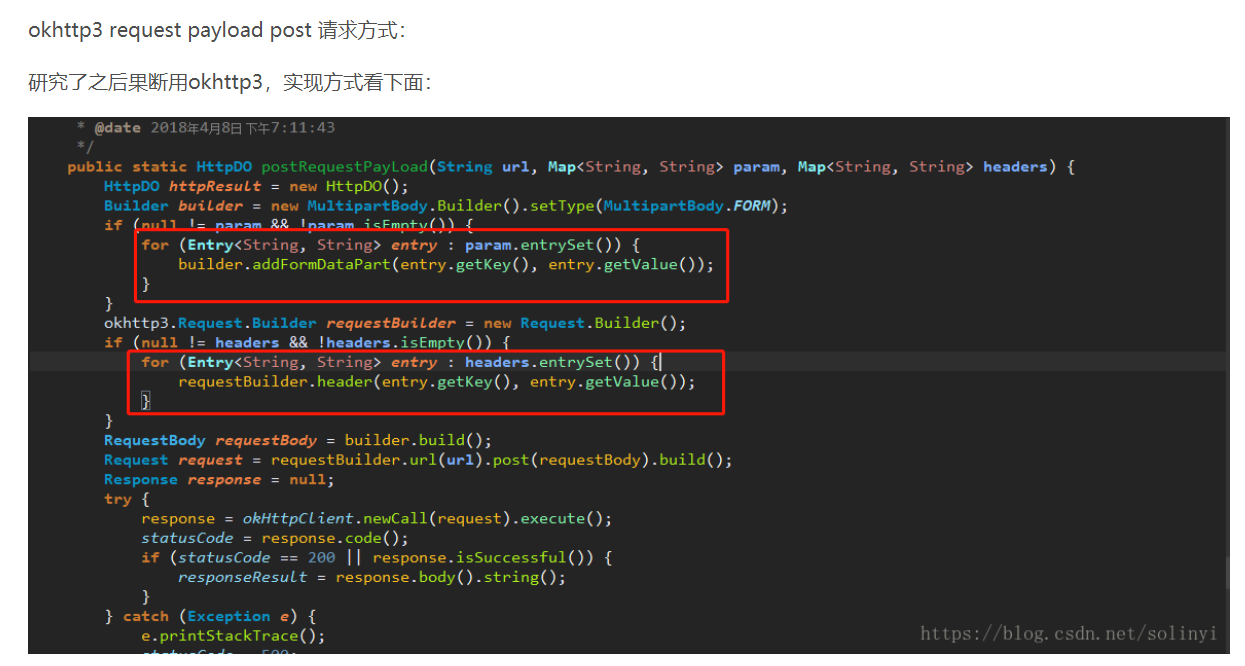 okhttp3 request payload post 请求方式：
研究了之后果断用okhttp3，实现方式看下面：
* @date 2018年4月8日 下午7:11:43
*/
public static HttpDO postRequestPayLoad(String url, Map<String, String> param, Map<String, String> headers) {
HttpDO httpResult = new HttpDO();
Builder builder = new MultipartBody.Builder().setType(MultipartBody.FORM);
if (null != param && !param.isEmpty()) {
for (Entry<String, String> entry : param.entrySet()) {
builder.addFormDataPart(entry.getKey(), entry.getValue());
}
}
okhttp3.Request.Builder requestBuilder = new Request.Builder();
if (null != headers && !headers.isEmpty()) {
for (Entry<String, String> entry : headers.entrySet()) {
requestBuilder.header(entry.getKey(), entry.getValue());
}
}
RequestBody requestBody = builder.build();
Request request = requestBuilder.url(url).post(requestBody).build();
Response response = null;
try {
response = okHttpClient.newCall(request).execute();
statusCode = response.code();
if (statusCode == 200 || response.isSuccessful()) {
responseResult = response.body().string();
}
} catch (Exception e) {
e.printStackTrace();
https://blog.csdn.net/solinyi